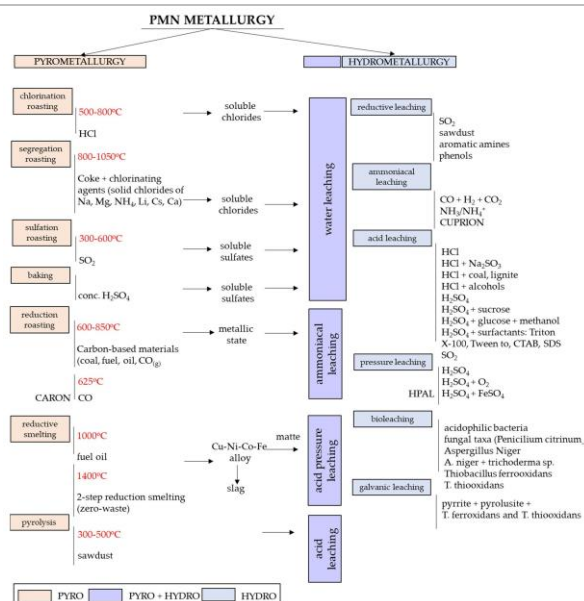 PMN METALLURGY
PYROMETALLURGY
HYDROMETALLURGY
chlorination
roasting
500-800ºC
HCl
soluble
chlorides
segregation
roasting
800-1050ºC
Coke + chlorinating
agents (solid chlorides of
Na, Mg, NH₄, Li, Cs, Ca)
soluble
chlorides
sulfation
roasting
300-600ºC
SO₂
soluble
sulfates
baking
conc. H₂SO₄
soluble
sulfates
water leaching
reduction
roasting
600-850ºC
Carbon-based materials
(coal, fuel, oil, CO(g)
metallic
state
625ºC
CARON
CO
ammoniacal
leaching
reductive
smelting
1000ºC
fuel oil
1400ºC
2-step reduction smelting
(zero-waste)
Cu-Ni-Co-Fe
alloy
matte
slag
acid pressure
leaching
pyrolysis
300-500ºC
sawdust
acid
leaching
reductive leaching
SO₂
sawdust
aromatic amines
phenols
ammoniacal
leaching
CO + H₂ + CO₂
NH₃/NH₄⁺
CUPRION
acid leaching
HCl
HCl + Na₂SO₃
HCl + coal, lignite
HCl + alcohols
H₂SO₄
H₂SO₄ + sucrose
H₂SO₄ + glucose + methanol
H₂SO₄ + surfactants: Triton
X-100, Tween to, CTAB, SDS
SO₂
pressure leaching
H₂SO₄
H₂SO₄ + O₂
HPAL
H₂SO₄ + FeSO₄
bioleaching
acidophilic bacteria
fungal taxa (Penicilium citrinum,
Aspergillus Niger
A. niger + trichoderma sp.
Thiobacillus ferrooxidans
T. thiooxidans
galvanic leaching
pyrrite + pyrolusite +
T. ferroxidans and T. thiooxidans
PYRO
PYRO + HYDRO
HYDRO